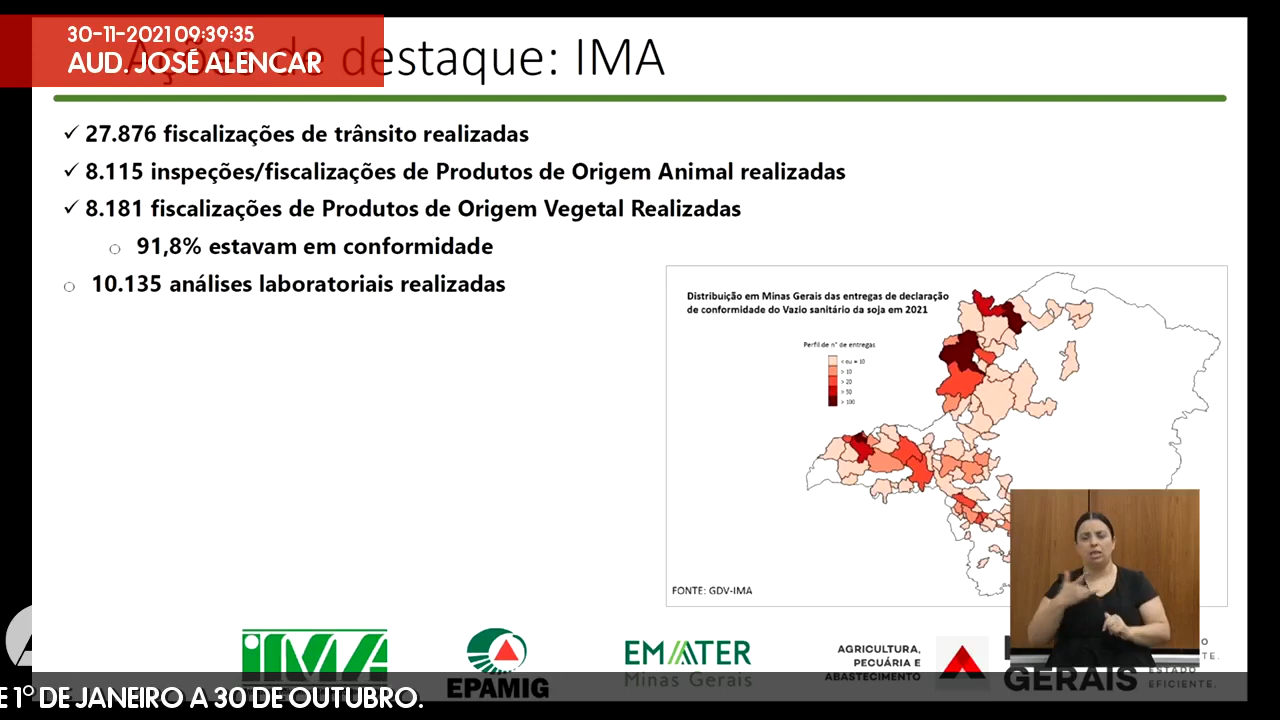 30-11-2021 09:39:35
AUD. JOSÉ ALENCAR
Ações de destaque: IMA
✓ 27.876 fiscalizações de trânsito realizadas
✓ 8.115 inspeções/fiscalizações de Produtos de Origem Animal realizadas
✓ 8.181 fiscalizações de Produtos de Origem Vegetal Realizadas
○ 91,8% estavam em conformidade
○ 10.135 análises laboratoriais realizadas
Distribuição em Minas Gerais das entregas de declaração
de conformidade do Vazio sanitário da soja em 2021
Perfil de n° de entregas
< ou = 10
> 10
> 20
> 50
> 100
FONTE: GDV-IMA
iMA
EPAMIG
EMATER
Minas Gerais
AGRICULTURA,
PECUÁRIA E
ABASTECIMENTO
GERAIS
ESTADO
EFICIENTE.
E 1º DE JANEIRO A 30 DE OUTUBRO.